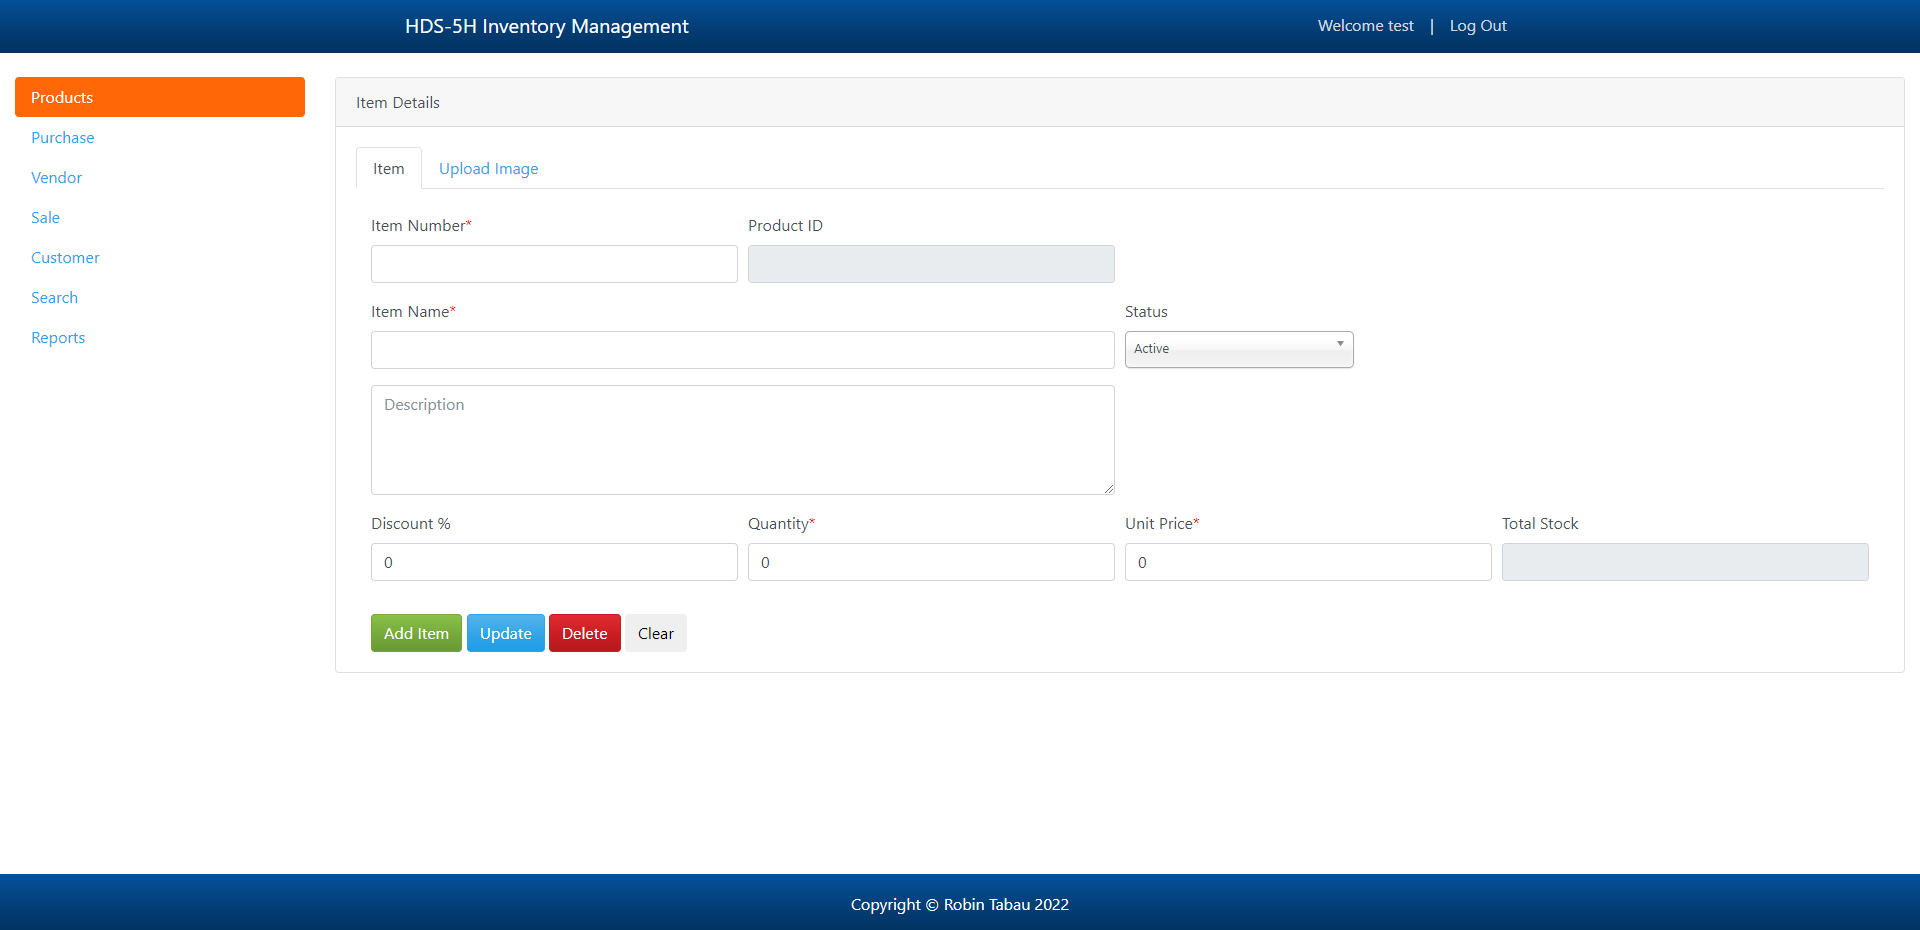 HDS-5H Inventory Management
Welcome test | Log Out
Products
Purchase
Vendor
Sale
Customer
Search
Reports
Item Details
Item
Upload Image
Item Number*
Product ID
Item Name*
Status
Active
Description
Discount %
Quantity*
Unit Price*
Total Stock
0
0
0
Add Item
Update
Delete
Clear
Copyright © Robin Tabau 2022